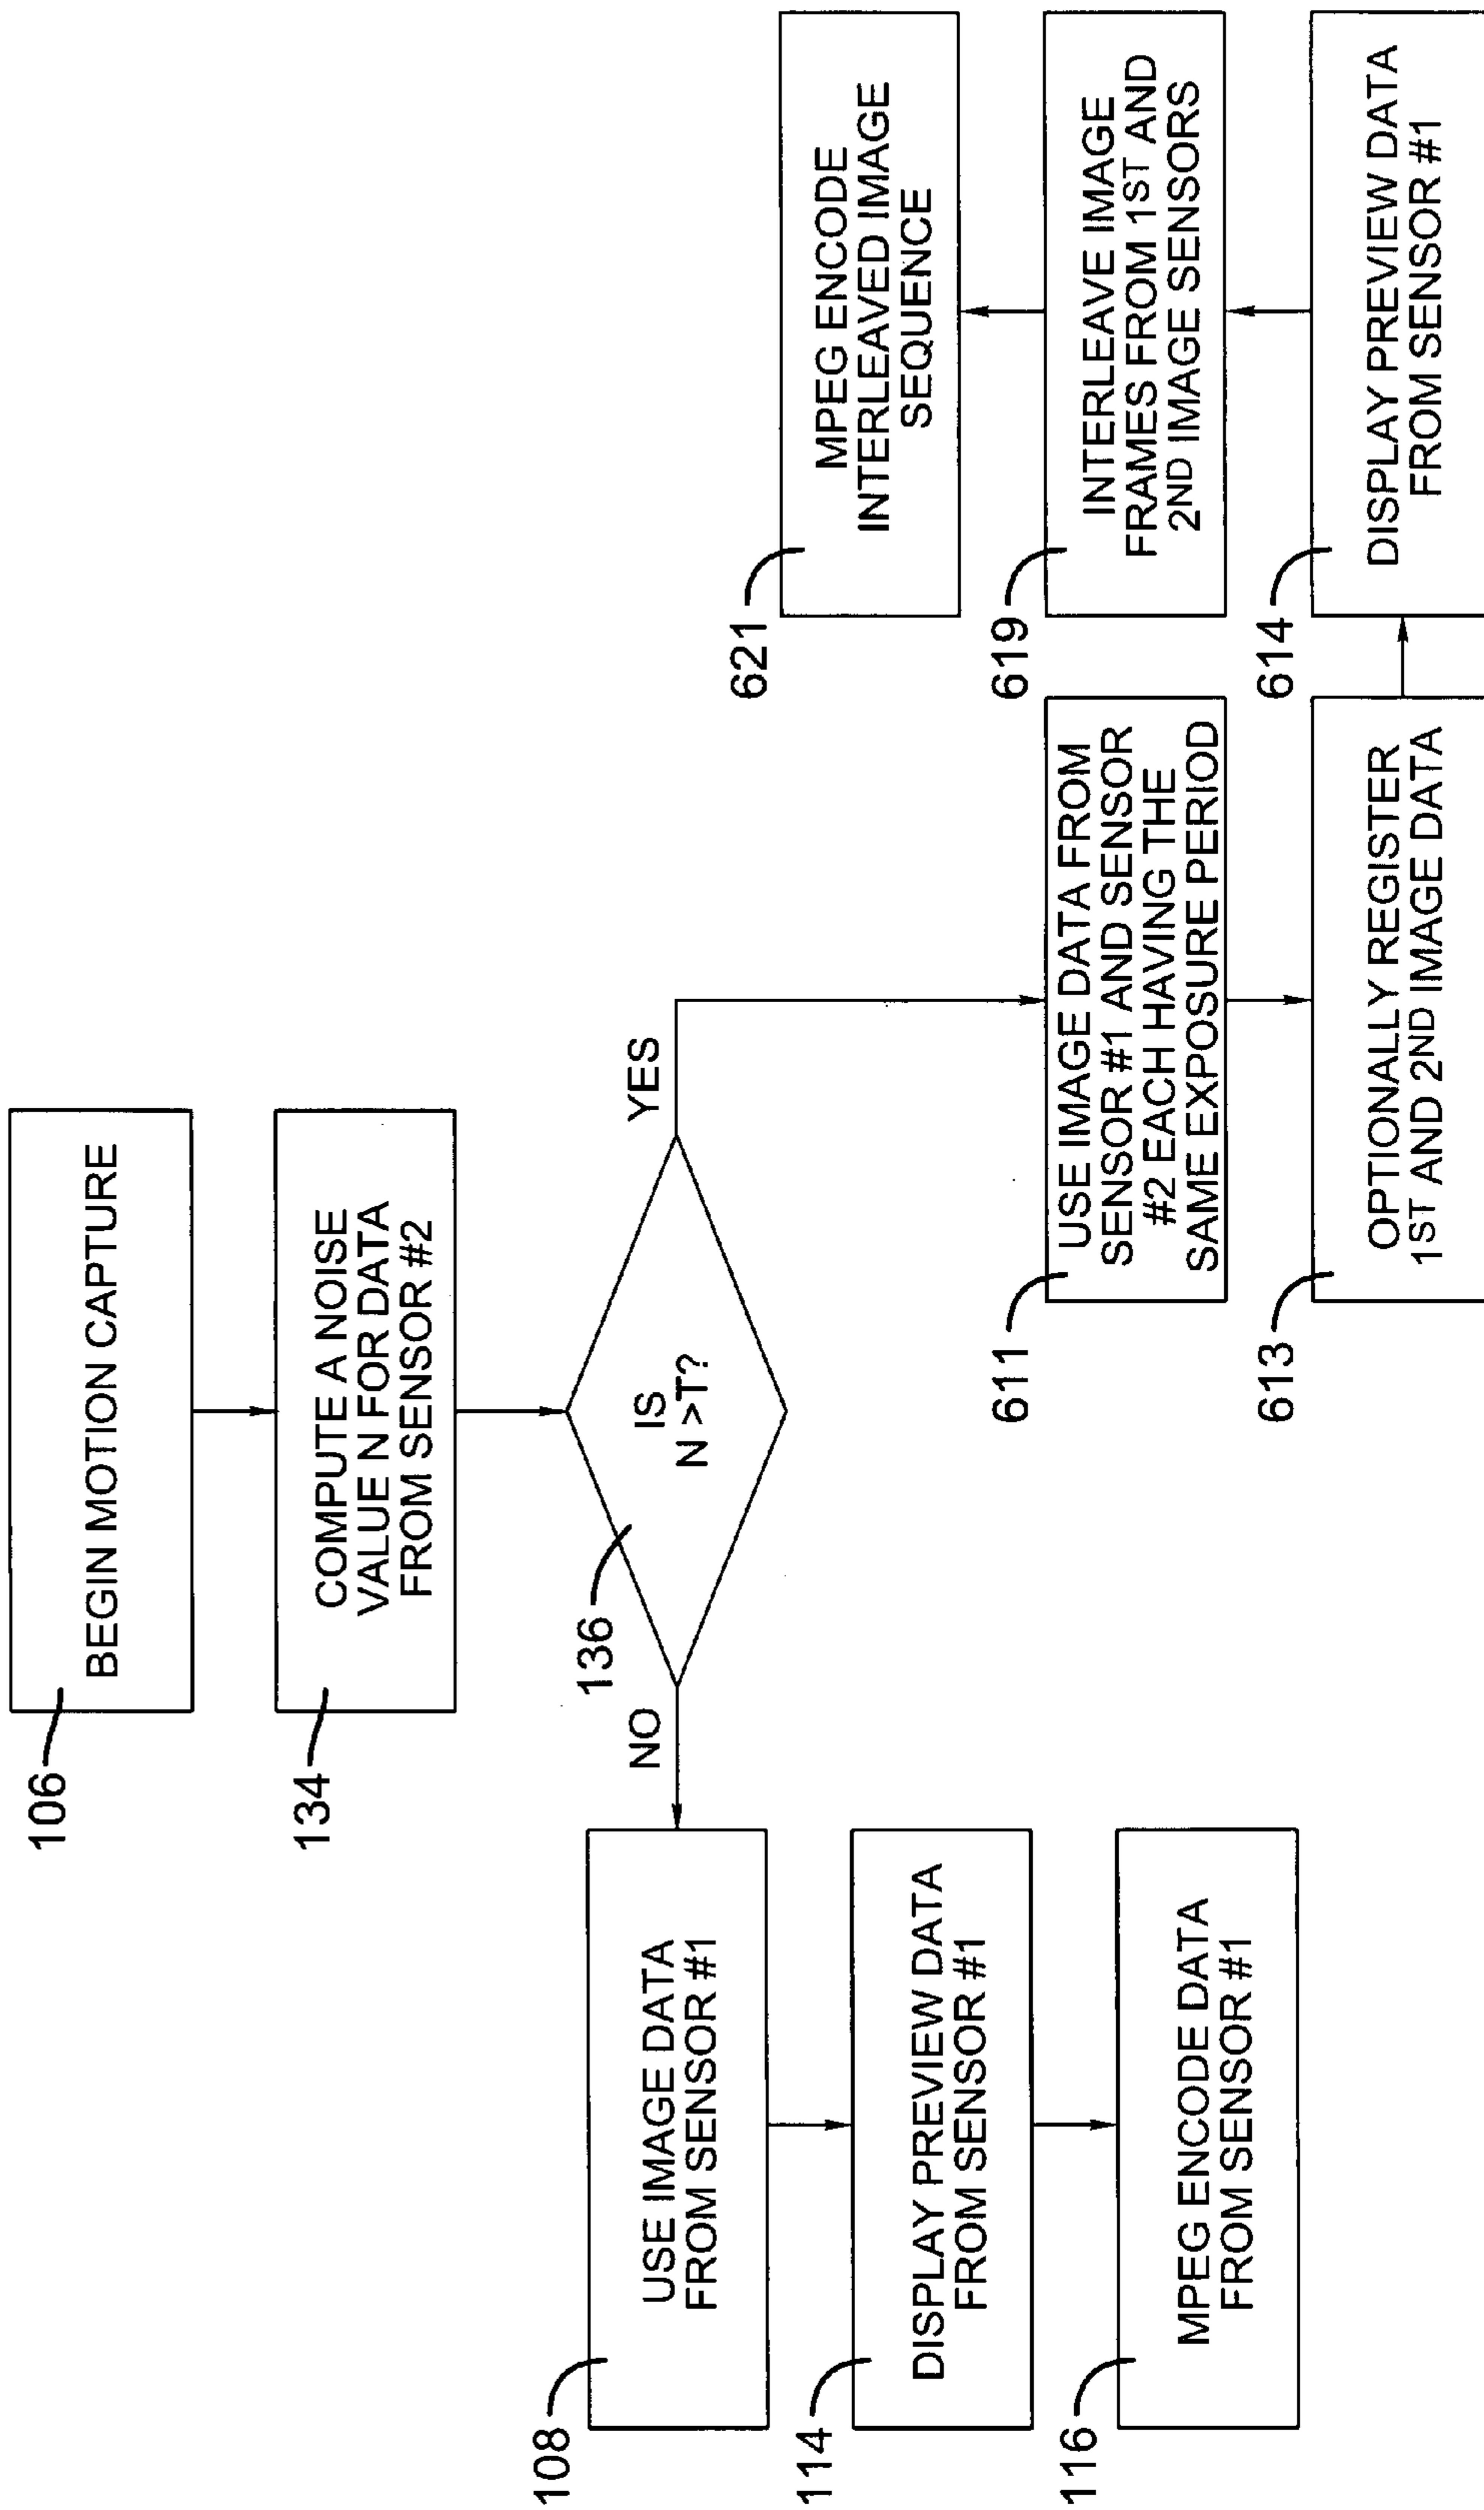 106
BEGIN MOTION CAPTURE
134
COMPUTE A NOISE
VALUE N FOR DATA
FROM SENSOR #2
136
IS
N >T?
NO
YES
108
USE IMAGE DATA
FROM SENSOR #1
114
DISPLAY PREVIEW DATA
FROM SENSOR #1
116
MPEG ENCODE DATA
FROM SENSOR #1
611
USE IMAGE DATA FROM
SENSOR #1 AND SENSOR
#2 EACH HAVING THE
SAME EXPOSURE PERIOD
613
OPTIONALLY REGISTER
1ST AND 2ND IMAGE DATA
614
DISPLAY PREVIEW DATA
FROM SENSOR #1
619
INTERLEAVE IMAGE
FRAMES FROM 1ST AND
2ND IMAGE SENSORS
621
MPEG ENCODE
INTERLEAVED IMAGE
SEQUENCE